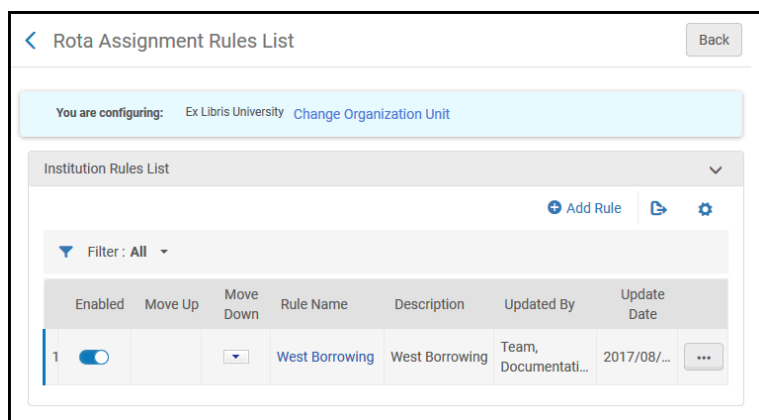 Rota Assignment Rules List
Back
You are configuring: Ex Libris University Change Organization Unit
Institution Rules List
Add Rule
Filter : All
Enabled Move Up Move Down Rule Name Description Updated By Update Date
1 West Borrowing West Borrowing Team, Documentati... 2017/08/... ...